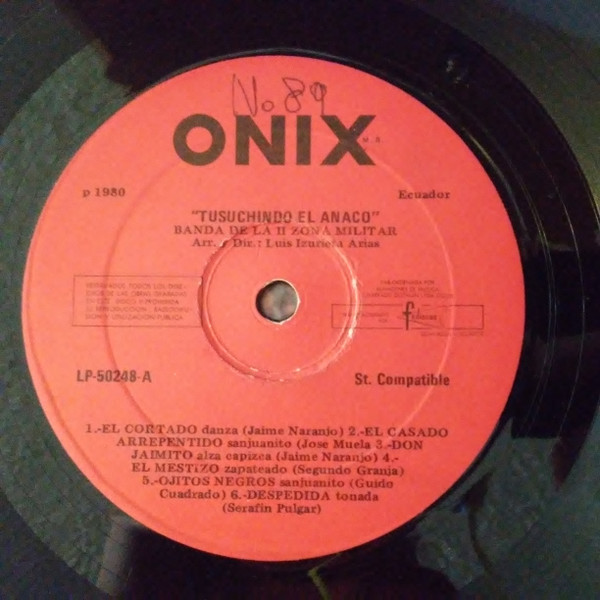 No 89
ONIX
M.R.
p 1980
Ecuador
"TUSUCHINDO EL ANACO"
BANDA DE LA II ZONA MILITAR
Arr. y Dir.: Luis Izurieta Arias
LP-50248-A
St. Compatible
1.-EL CORTADO danza (Jaime Naranjo) 2.-EL CASADO
ARREPENTIDO sanjuanito (Jose Muela 3.-DON
JAIMITO alza capizca (Jaime Naranjo) 4.-
EL MESTIZO zapateado (Segundo Granja)
5.-OJITOS NEGROS sanjuanito (Guido
Cuadrado) 6.-DESPEDIDA tonada
(Serafin Pulgar)